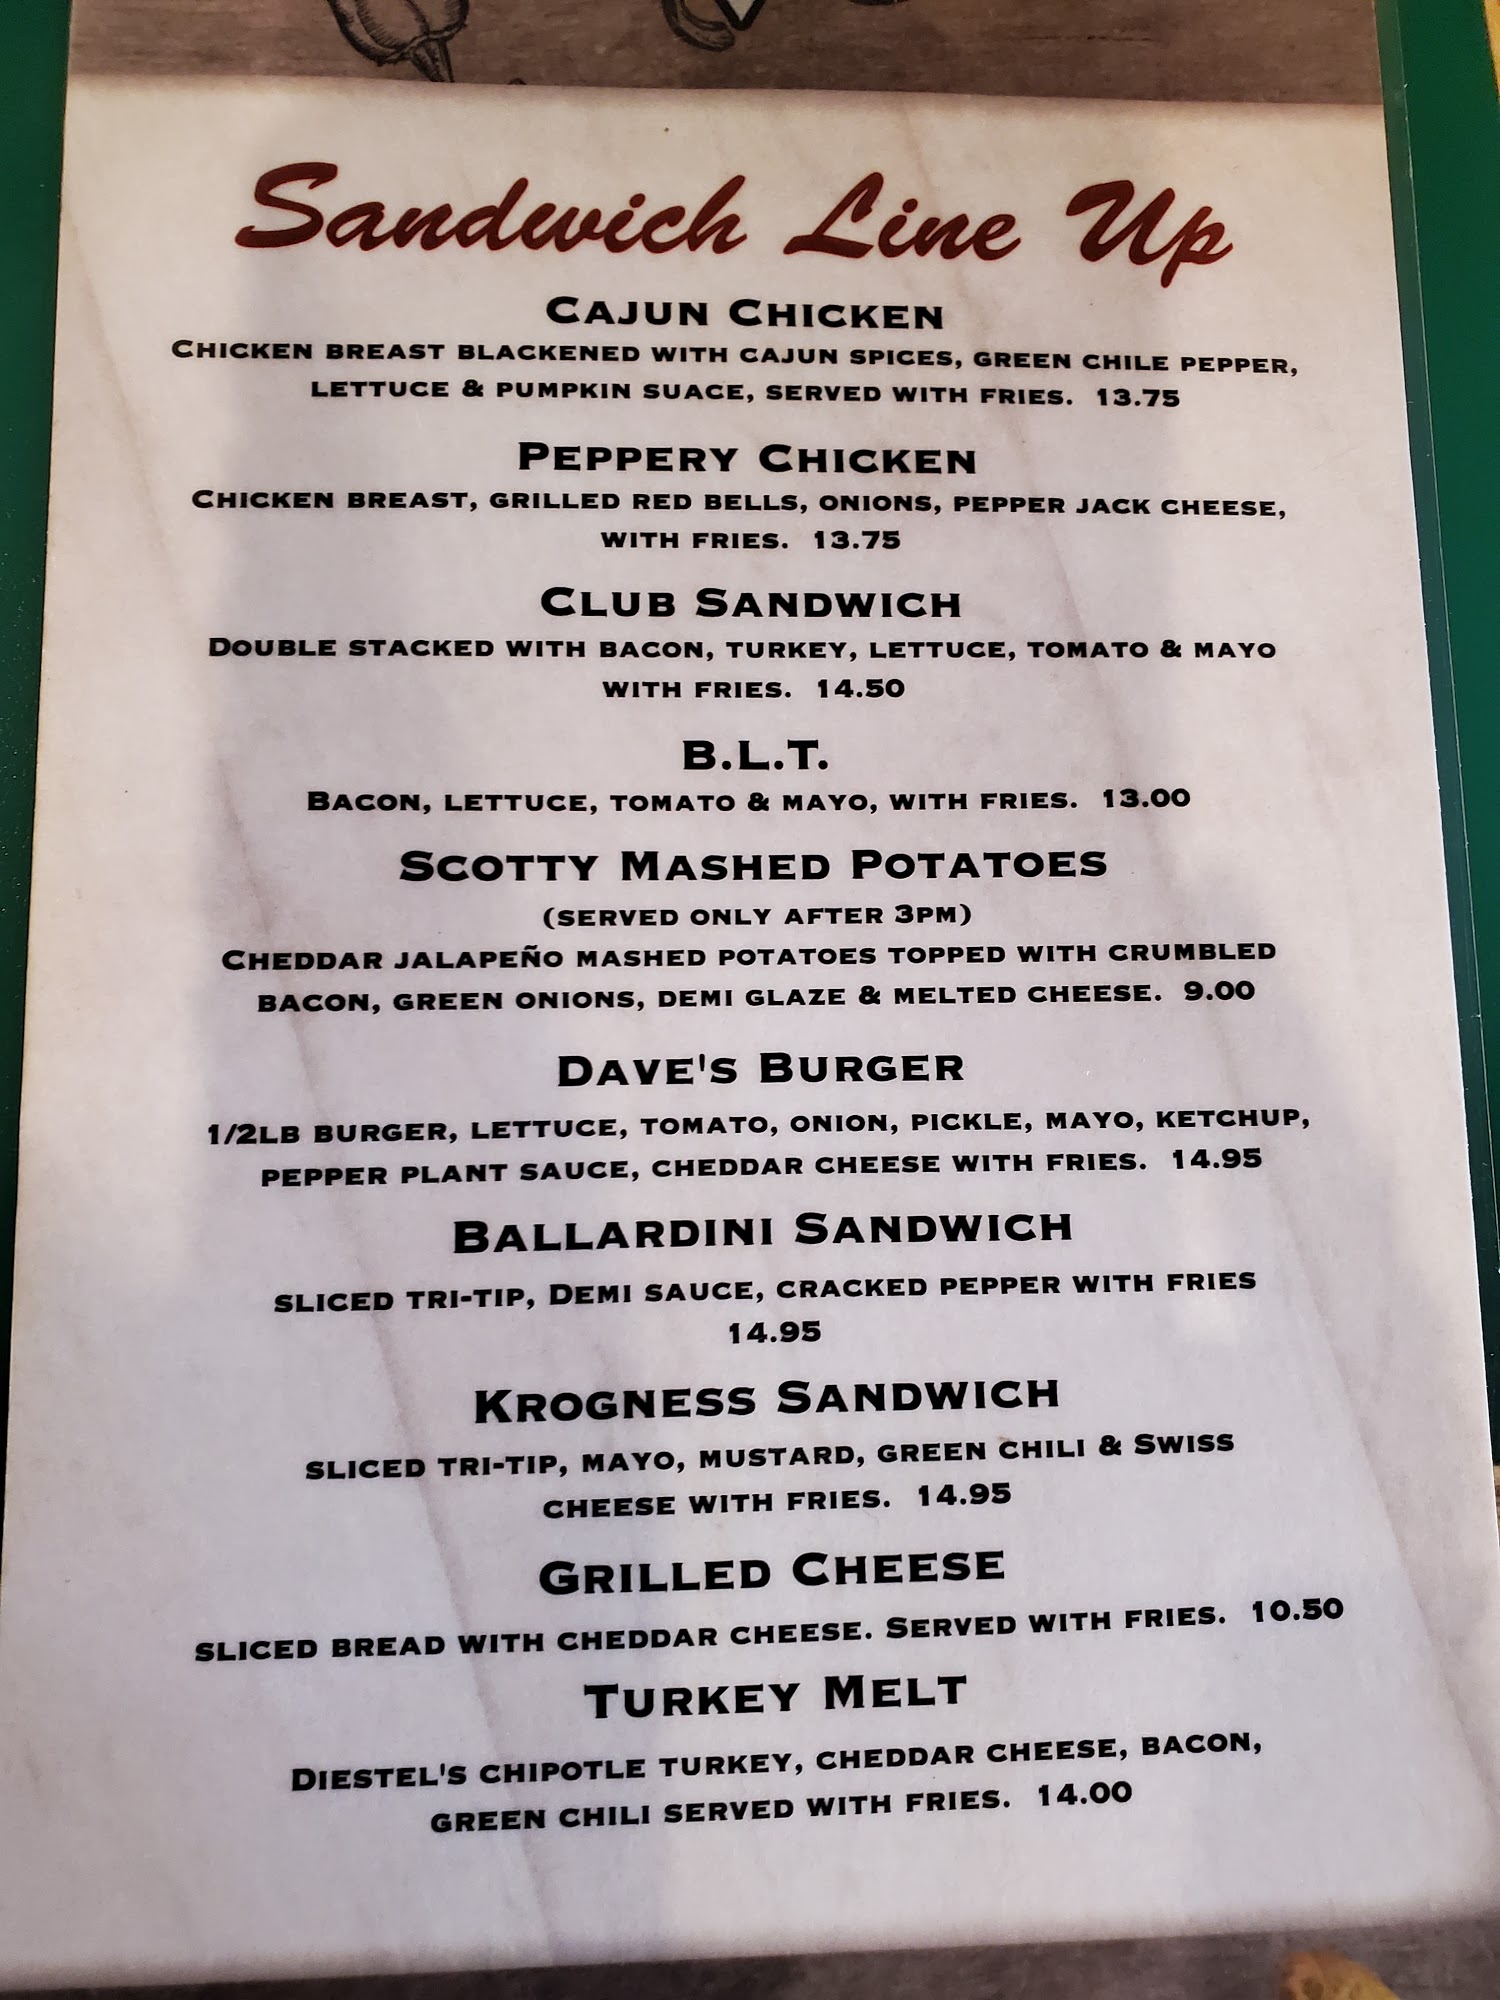 Sandwich Line Up
Cajun Chicken
Chicken breast blackened with cajun spices, green chile pepper,
lettuce & pumpkin suace, served with fries. 13.75
Peppery Chicken
Chicken breast, grilled red bells, onions, pepper jack cheese,
with fries. 13.75
Club Sandwich
Double stacked with bacon, turkey, lettuce, tomato & mayo
with fries. 14.50
B.L.T.
Bacon, lettuce, tomato & mayo, with fries. 13.00
Scotty Mashed Potatoes
(served only after 3pm)
Cheddar jalapeño mashed potatoes topped with crumbled
bacon, green onions, demi glaze & melted cheese. 9.00
Dave's Burger
1/2lb burger, lettuce, tomato, onion, pickle, mayo, ketchup,
pepper plant sauce, cheddar cheese with fries. 14.95
Ballardini Sandwich
sliced tri-tip, Demi sauce, cracked pepper with fries
14.95
Krogness Sandwich
sliced tri-tip, mayo, mustard, green chili & Swiss
cheese with fries. 14.95
Grilled Cheese
sliced bread with cheddar cheese. Served with fries. 10.50
Turkey Melt
Diestel's chipotle turkey, cheddar cheese, bacon,
green chili served with fries. 14.00